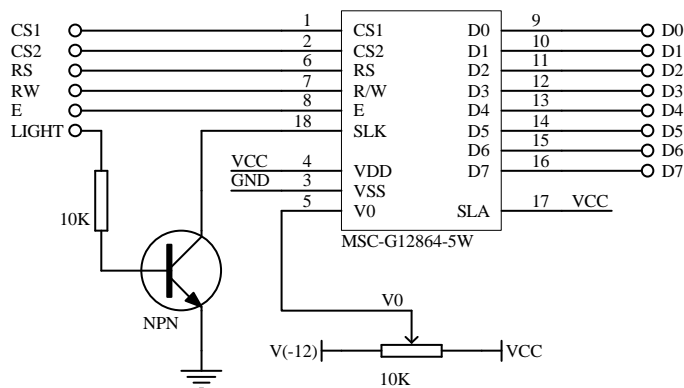 CS1 1 CS1 D0 9 D0
CS2 2 CS2 D1 10 D1
RS 6 RS D2 11 D2
RW 7 R/W D3 12 D3
E 8 E D4 13 D4
LIGHT 18 SLK D5 14 D5
D6 15 D6
VCC 4 VDD D7 16 D7
GND 3 VSS
5 V0 SLA 17 VCC
10K
MSC-G12864-5W
NPN
V0
V(-12) VCC
10K